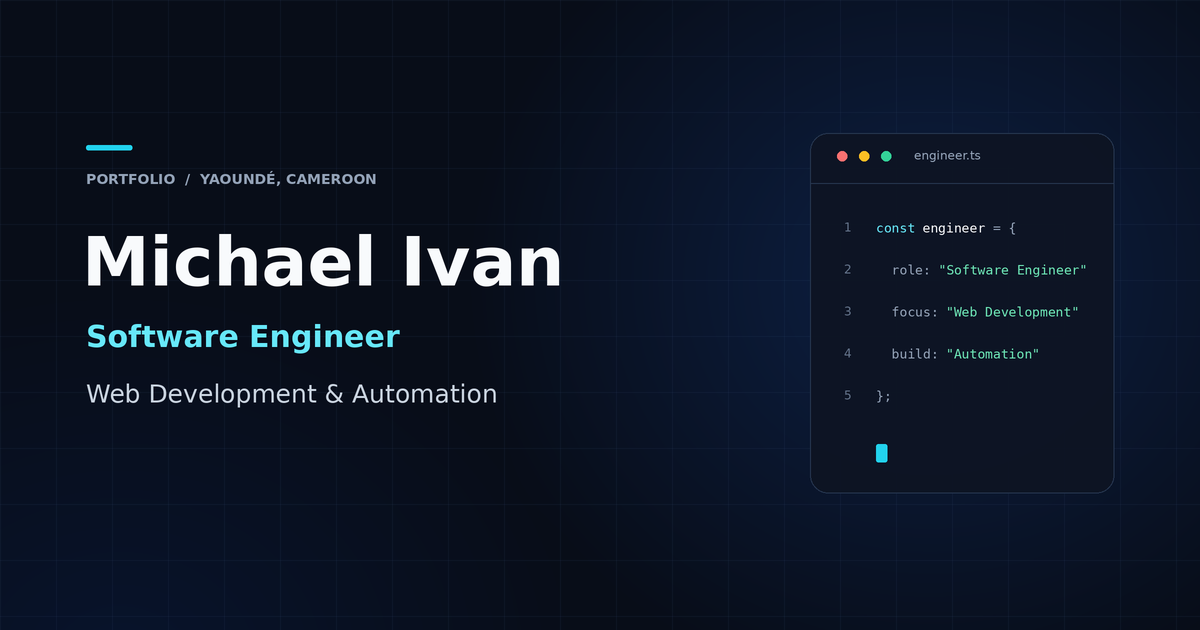 PORTFOLIO / YAOUNDÉ, CAMEROON
Michael Ivan
Software Engineer
Web Development & Automation
engineer.ts
1 const engineer = {
2 role: "Software Engineer"
3 focus: "Web Development"
4 build: "Automation"
5 };